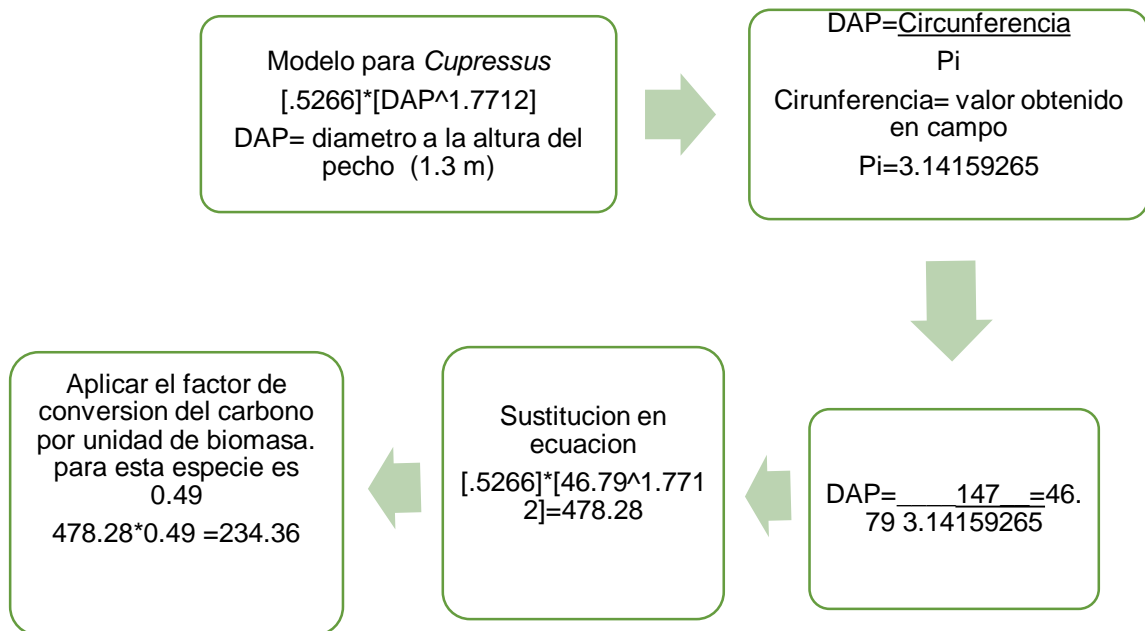 Modelo para Cupressus
[.5266]*[DAP^1.7712]
DAP= diametro a la altura del
pecho (1.3 m)
DAP=Circunferencia
Pi
Cirunferencia= valor obtenido
en campo
Pi=3.14159265
DAP=____147__=46.
79 3.14159265
Sustitucion en
ecuacion
[.5266]*[46.79^1.771
2]=478.28
Aplicar el factor de
conversion del carbono
por unidad de biomasa.
para esta especie es
0.49
478.28*0.49 =234.36